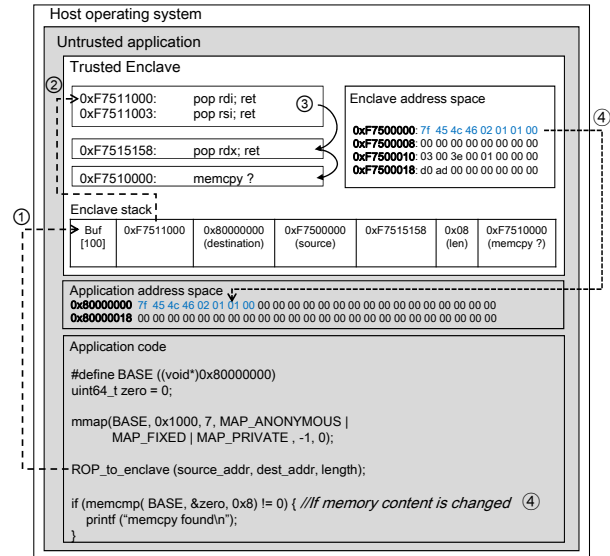 Host operating system
Untrusted application
Trusted Enclave
②
0xF7511000: pop rdi; ret
0xF7511003: pop rsi; ret
③
0xF7515158: pop rdx; ret
0xF7510000: memcpy ?
Enclave address space
0xF7500000: 7f 45 4c 46 02 01 01 00
0xF7500008: 00 00 00 00 00 00 00 00
0xF7500010: 03 00 3e 00 01 00 00 00
0xF7500018: d0 ad 00 00 00 00 00 00
④
Enclave stack
①
Buf [100]
0xF7511000
0x80000000 (destination)
0xF7500000 (source)
0xF7515158
0x08 (len)
0xF7510000 (memcpy ?)
Application address space
0x80000000 7f 45 4c 46 02 01 01 00 00 00 00 00 00 00 00 00 00 00 00 00 00 00 00 00
0x80000018 00 00 00 00 00 00 00 00 00 00 00 00 00 00 00 00 00 00 00 00 00 00 00 00
Application code
#define BASE ((void*)0x80000000)
uint64_t zero = 0;
mmap(BASE, 0x1000, 7, MAP_ANONYMOUS |
MAP_FIXED | MAP_PRIVATE , -1, 0);
ROP_to_enclave (source_addr, dest_addr, length);
if (memcmp( BASE, &zero, 0x8) != 0) { //If memory content is changed ④
printf ("memcpy found\n");
}